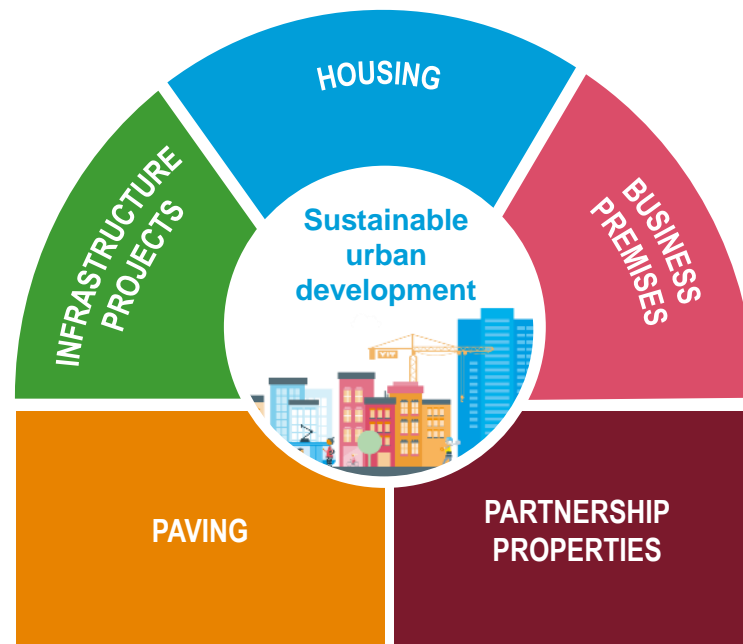 HOUSING
INFRASTRUCTURE
PROJECTS
BUSINESS
PREMISES
Sustainable
urban
development
PAVING
PARTNERSHIP
PROPERTIES